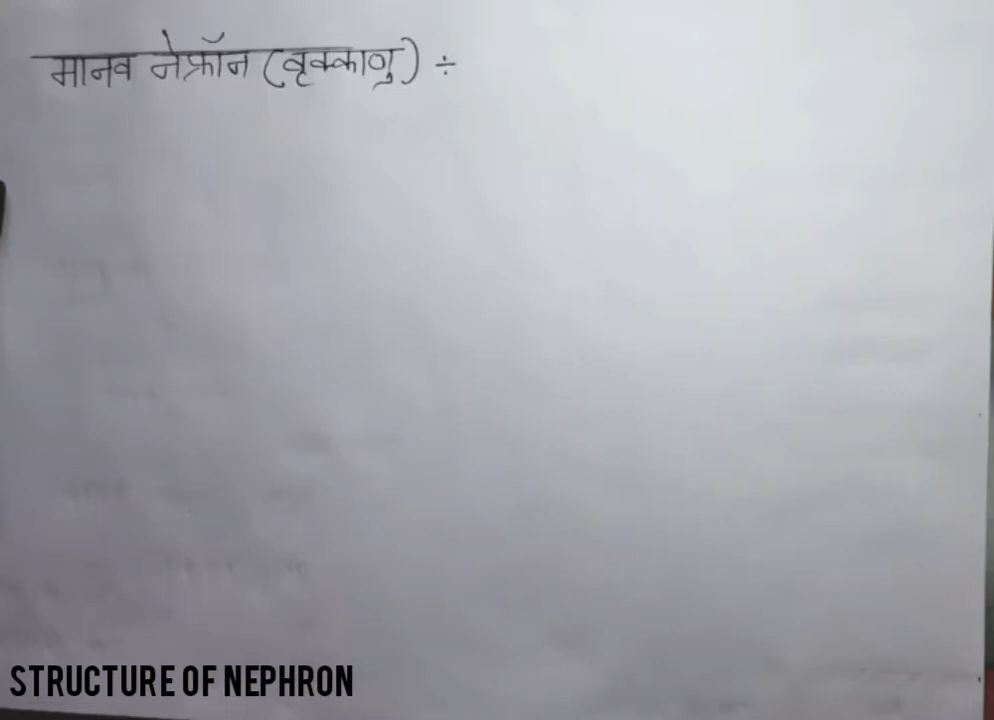 मानव नेफ्रॉन (वृक्काणु) ÷
STRUCTURE OF NEPHRON